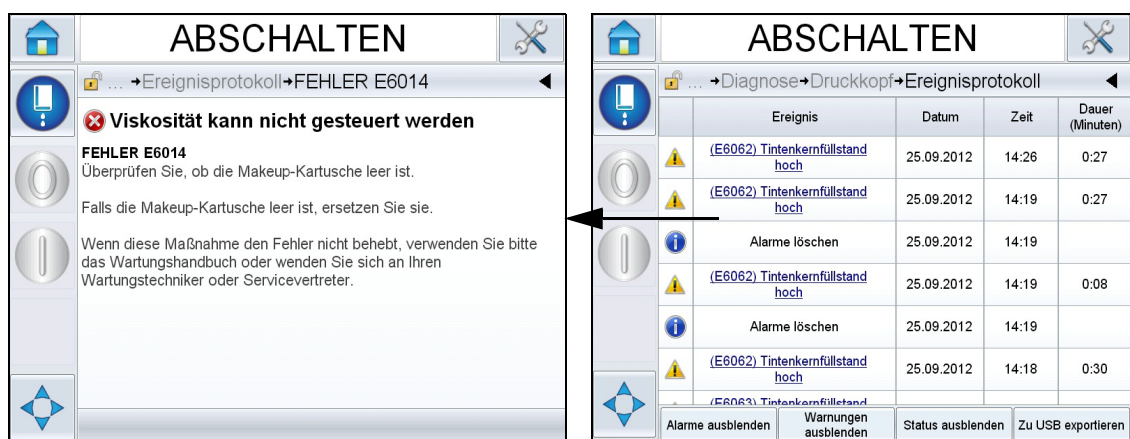 ABSCHALTEN
... →Ereignisprotokoll→FEHLER E6014
Viskosität kann nicht gesteuert werden
FEHLER E6014
Überprüfen Sie, ob die Makeup-Kartusche leer ist.
Falls die Makeup-Kartusche leer ist, ersetzen Sie sie.
Wenn diese Maßnahme den Fehler nicht behebt, verwenden Sie bitte
das Wartungshandbuch oder wenden Sie sich an Ihren
Wartungstechniker oder Servicevertreter.
ABSCHALTEN
... →Diagnose→Druckkopf→Ereignisprotokoll
Ereignis Datum Zeit Dauer
(Minuten)
(E6062) Tintenkernfüllstand
hoch 25.09.2012 14:26 0:27
(E6062) Tintenkernfüllstand
hoch 25.09.2012 14:19 0:27
Alarme löschen 25.09.2012 14:19
(E6062) Tintenkernfüllstand
hoch 25.09.2012 14:19 0:08
Alarme löschen 25.09.2012 14:19
(E6062) Tintenkernfüllstand
hoch 25.09.2012 14:18 0:30
(E6063) Tintenkernfüllstand
Alarme ausblenden Warnungen
ausblenden Status ausblenden Zu USB exportieren